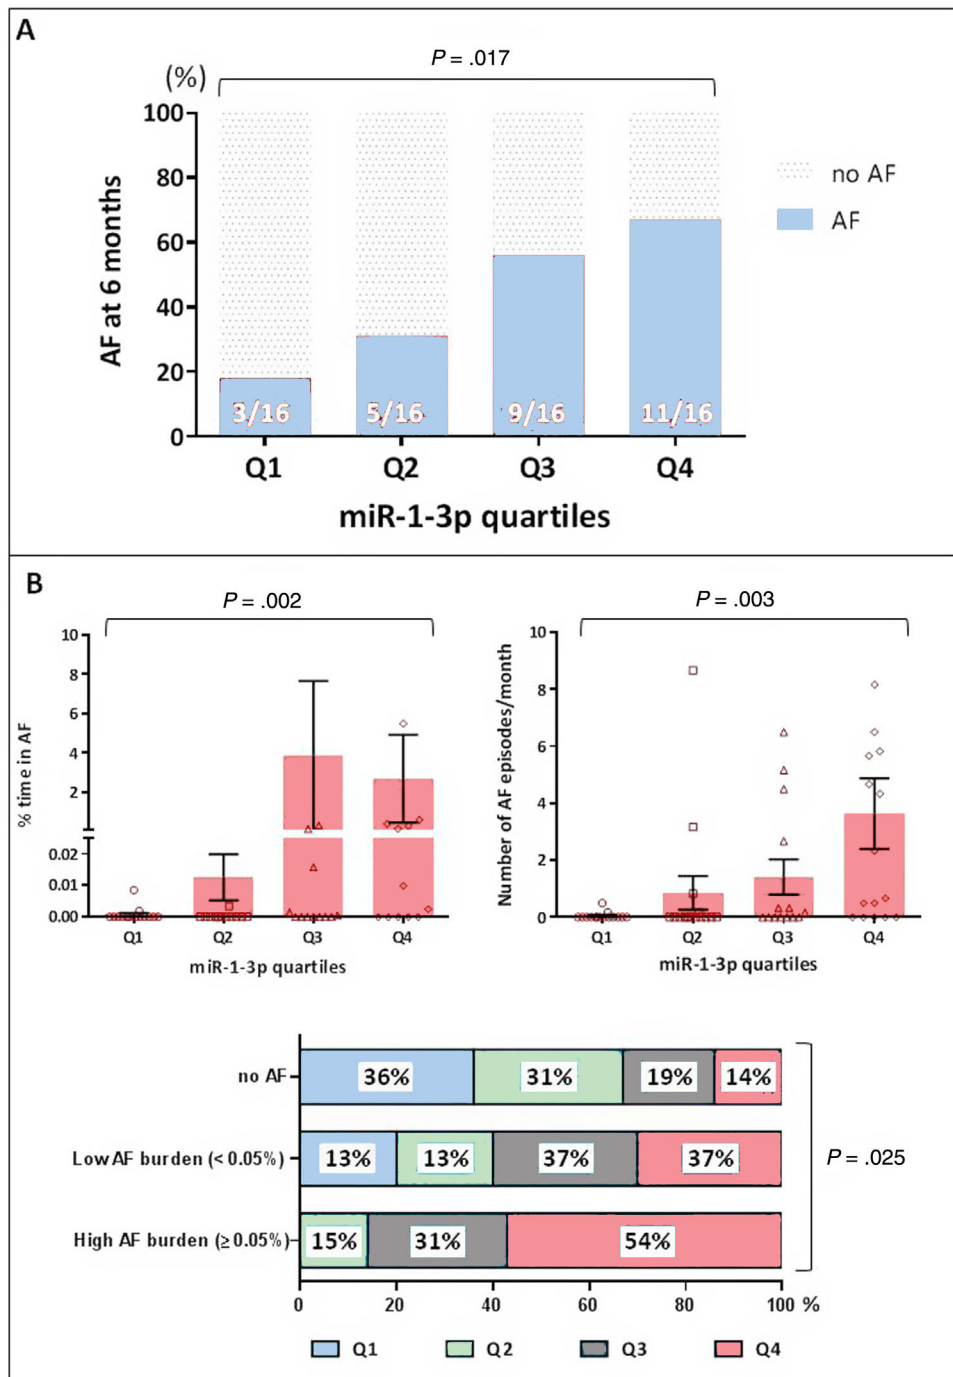 A
P = .017
(%)
100
80
60
40
20
0
AF at 6 months
3/16
5/16
9/16
11/16
Q1
Q2
Q3
Q4
miR-1-3p quartiles
no AF
AF
B
P = .002
10
8
6
4
2
0.02
0.01
0.00
% time in AF
Q1
Q2
Q3
Q4
miR-1-3p quartiles
P = .003
10
8
6
4
2
0
Number of AF episodes/month
Q1
Q2
Q3
Q4
miR-1-3p quartiles
no AF
36%
31%
19%
14%
Low AF burden (< 0.05%)
13%
13%
37%
37%
High AF burden (≥ 0.05%)
15%
31%
54%
P = .025
0
20
40
60
80
100 %
Q1
Q2
Q3
Q4